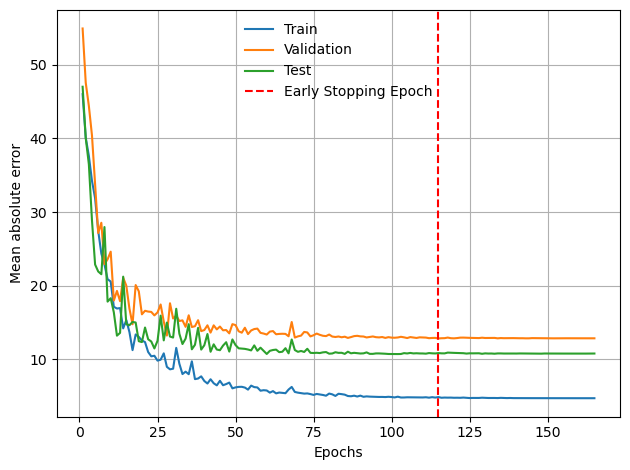 Train
Validation
Test
Early Stopping Epoch
Mean absolute error
50
40
30
20
10
0
25
50
75
100
125
150
Epochs